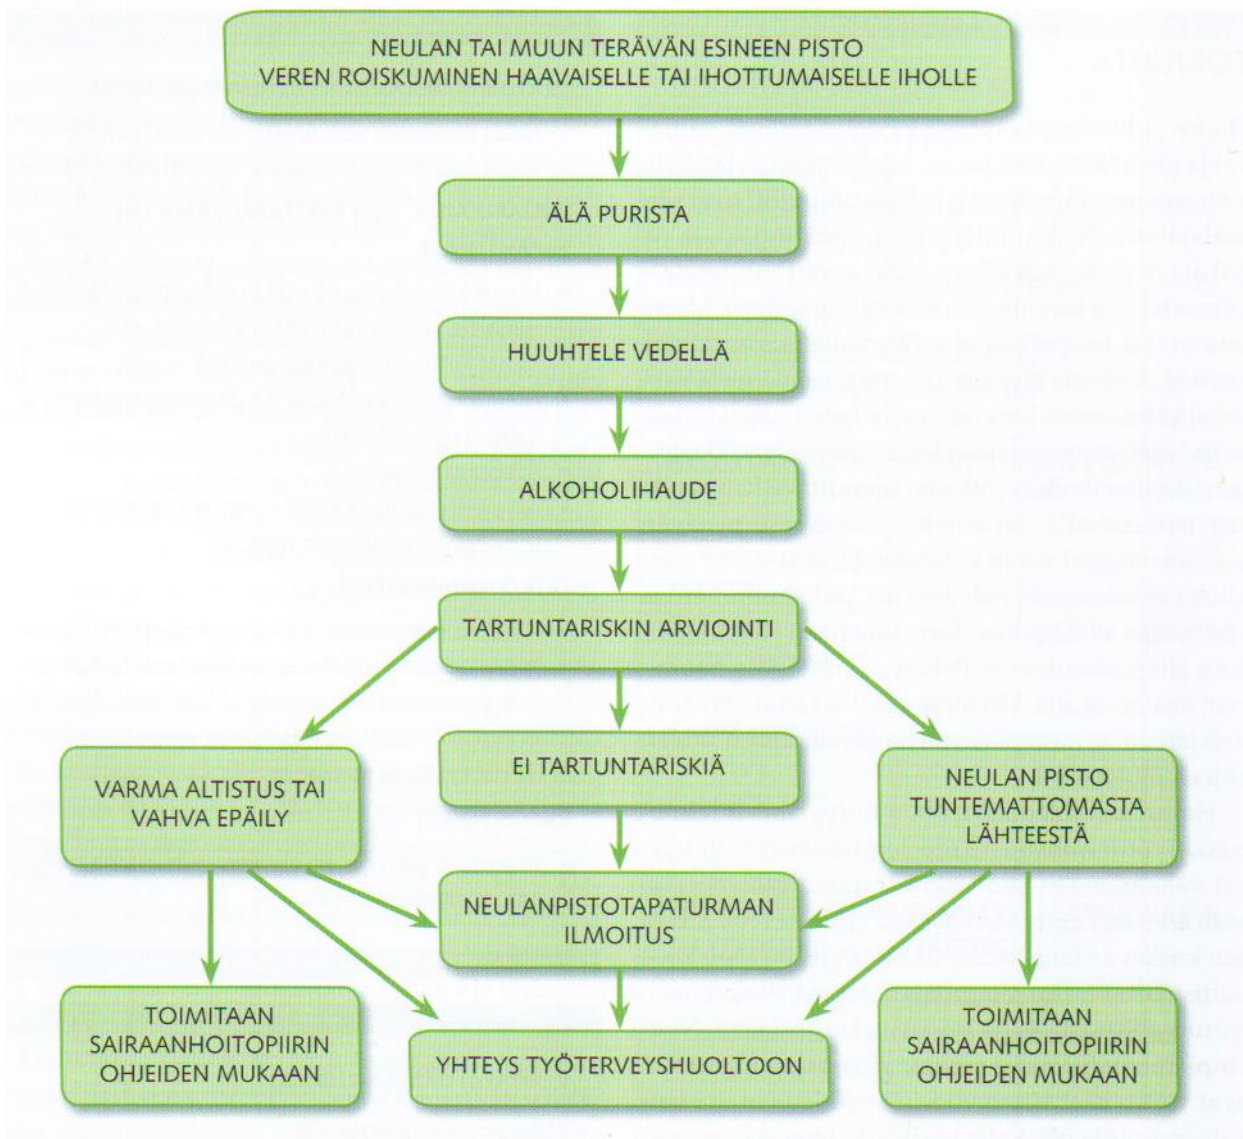 NEULAN TAI MUUN TERÄVÄN ESINEEN PISTO
VEREN ROISKUMINEN HAAVAISELLE TAI IHOTTUMAISELLE IHOLLE
ÄLÄ PURISTA
HUUHTELE VEDELLÄ
ALKOHOLIHAUDE
TARTUNTARISKIN ARVIOINTI
VARMA ALTISTUS TAI
VAHVA EPÄILY
EI TARTUNTARISKIÄ
NEULAN PISTO
TUNTEMATTOMASTA
LÄHTEESTÄ
NEULANPISTOTAPATURMAN
ILMOITUS
TOIMITAAN
SAIRAANHOITOPIIRIN
OHJEIDEN MUKAAN
YHTEYS TYÖTERVEYSHUOLTOON
TOIMITAAN
SAIRAANHOITOPIIRIN
OHJEIDEN MUKAAN